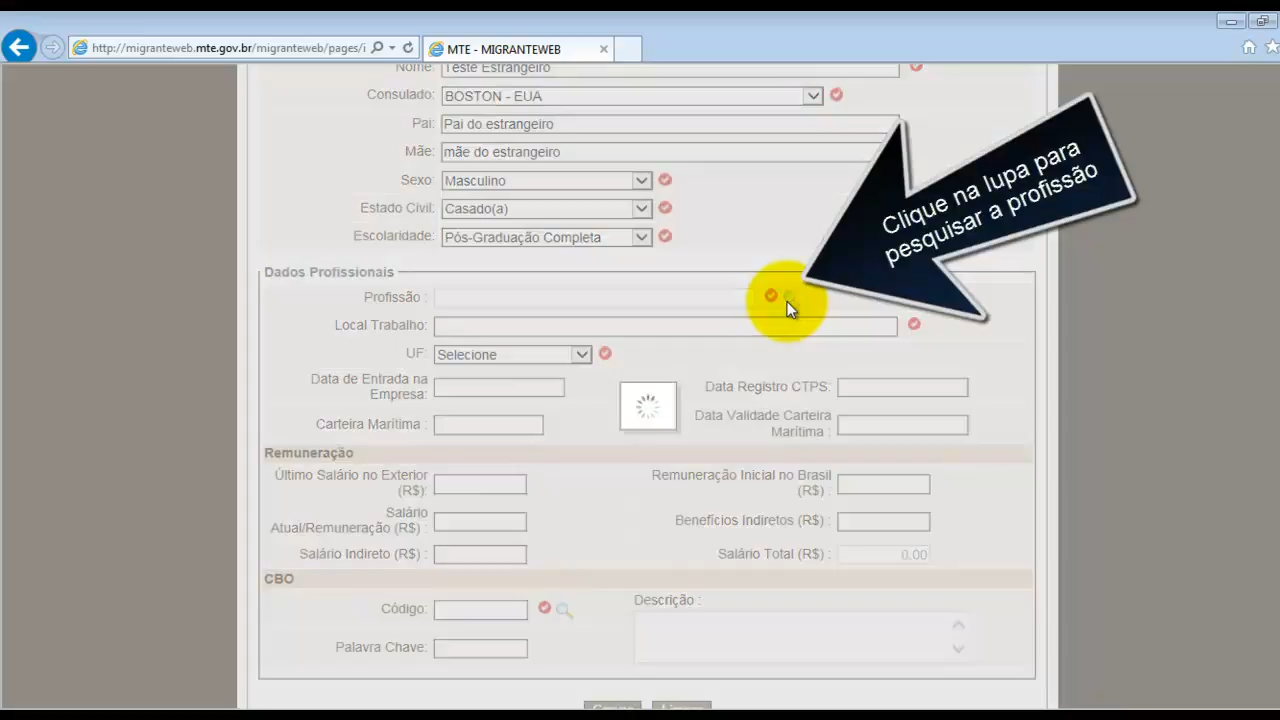 http://migranteweb.mte.gov.br/migranteweb/pages/i
MTE - MIGRANTEWEB
Nome: Teste Estrangeiro
Consulado: BOSTON - EUA
Pai: Pai do estrangeiro
Mãe: mãe do estrangeiro
Sexo: Masculino
Estado Civil: Casado(a)
Escolaridade: Pós-Graduação Completa
Clique na lupa para
pesquisar a profissão
Dados Profissionais
Profissão :
Local Trabalho:
UF: Selecione
Data de Entrada na
Empresa:
Data Registro CTPS:
Carteira Marítima :
Data Validade Carteira
Marítima :
Remuneração
Último Salário no Exterior
(R$):
Remuneração Inicial no Brasil
(R$) :
Salário
Atual/Remuneração (R$) :
Benefícios Indiretos (R$) :
Salário Indireto (R$) :
Salário Total (R$) : 0.00
CBO
Código:
Descrição :
Palavra Chave: